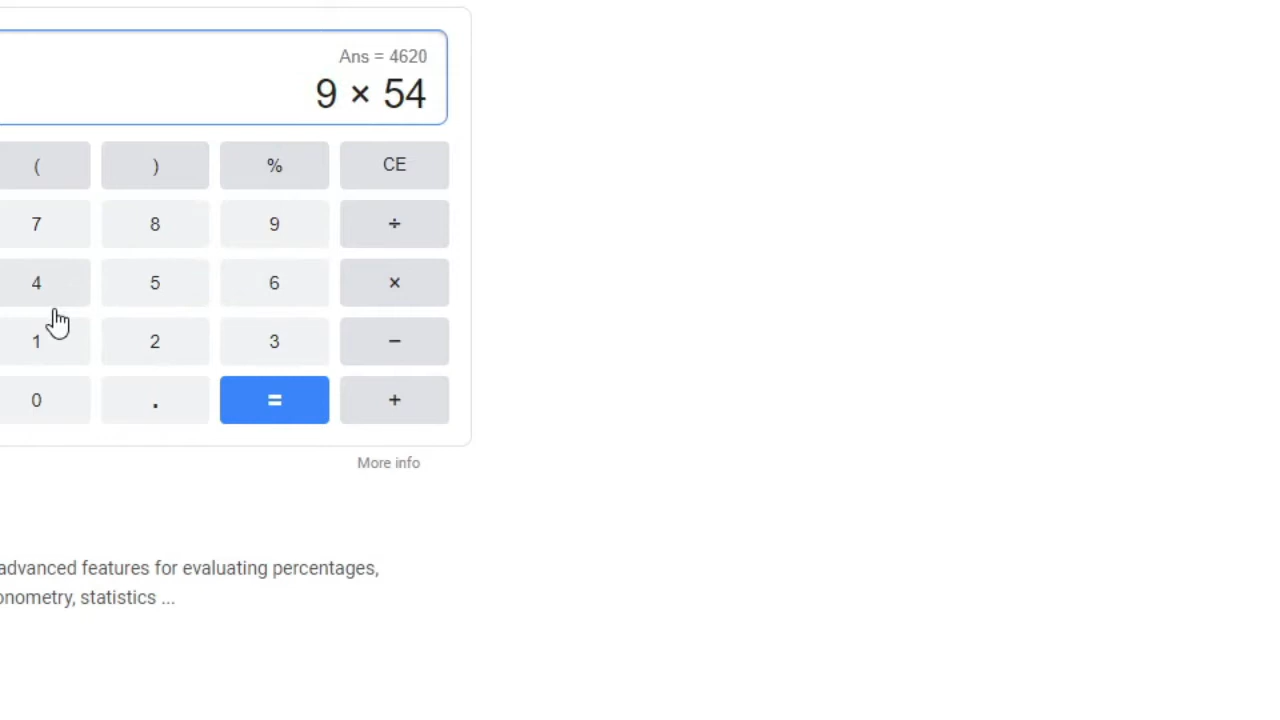 Ans = 4620
9 × 54
( ) % CE
7 8 9 ÷
4 5 6 ×
1 2 3 −
0 . = +
More info
advanced features for evaluating percentages,
onometry, statistics ...